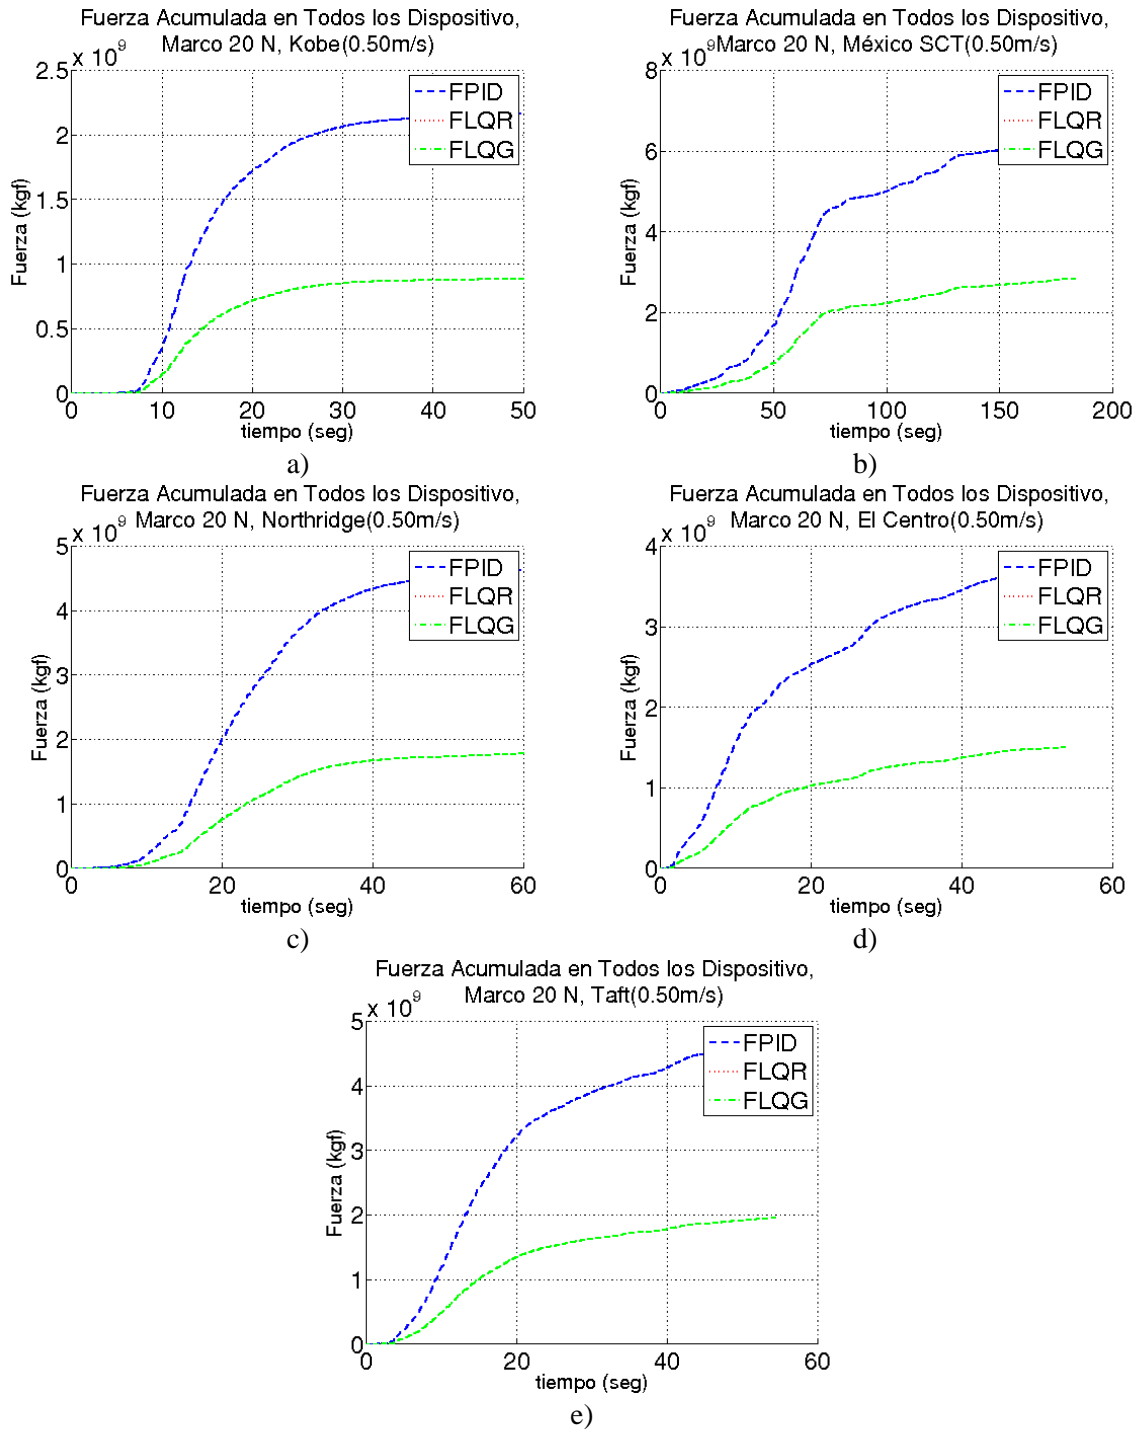 Fuerza Acumulada en Todos los Dispositivo,
Marco 20 N, Kobe(0.50m/s)
x 10^9
2.5
2
1.5
1
0.5
0
Fuerza (kgf)
FPID
FLQR
FLQG
0 10 20 30 40 50
tiempo (seg)
a)
Fuerza Acumulada en Todos los Dispositivo,
x 10^9 Marco 20 N, México SCT(0.50m/s)
8
6
4
2
0
Fuerza (kgf)
FPID
FLQR
FLQG
0 50 100 150 200
tiempo (seg)
b)
Fuerza Acumulada en Todos los Dispositivo,
Marco 20 N, Northridge(0.50m/s)
x 10^9
5
4
3
2
1
0
Fuerza (kgf)
FPID
FLQR
FLQG
0 20 40 60
tiempo (seg)
c)
Fuerza Acumulada en Todos los Dispositivo,
Marco 20 N, El Centro(0.50m/s)
x 10^9
4
3
2
1
0
Fuerza (kgf)
FPID
FLQR
FLQG
0 20 40 60
tiempo (seg)
d)
Fuerza Acumulada en Todos los Dispositivo,
Marco 20 N, Taft(0.50m/s)
x 10^9
5
4
3
2
1
0
Fuerza (kgf)
FPID
FLQR
FLQG
0 20 40 60
tiempo (seg)
e)